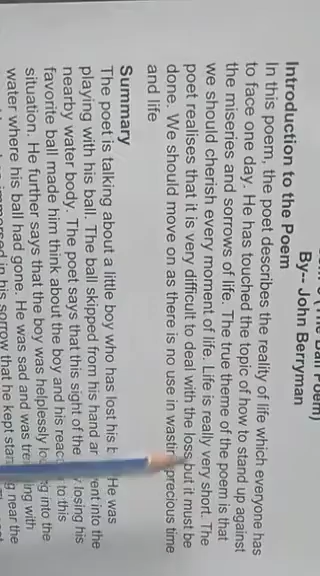 (The Ball Poem)
By-- John Berryman
Introduction to the Poem
In this poem, the poet describes the reality of life which everyone has
to face one day. He has touched the topic of how to stand up against
the miseries and sorrows of life. The true theme of the poem is that
we should cherish every moment of life. Life is really very short. The
poet realises that it is very difficult to deal with the loss but it must be
done. We should move on as there is no use in precious time
and life
Summary
The poet is talking about a little boy who has lost his He was
playing with his ball. The ball skipped from his hand into the
nearby water body. The poet says that this sight of the losing his
favorite ball made him think about the boy and his to this
situation. He further says that the boy was helplessly into the
water where his ball had gone. He was sad and was with
in his sorrow that he kept near the